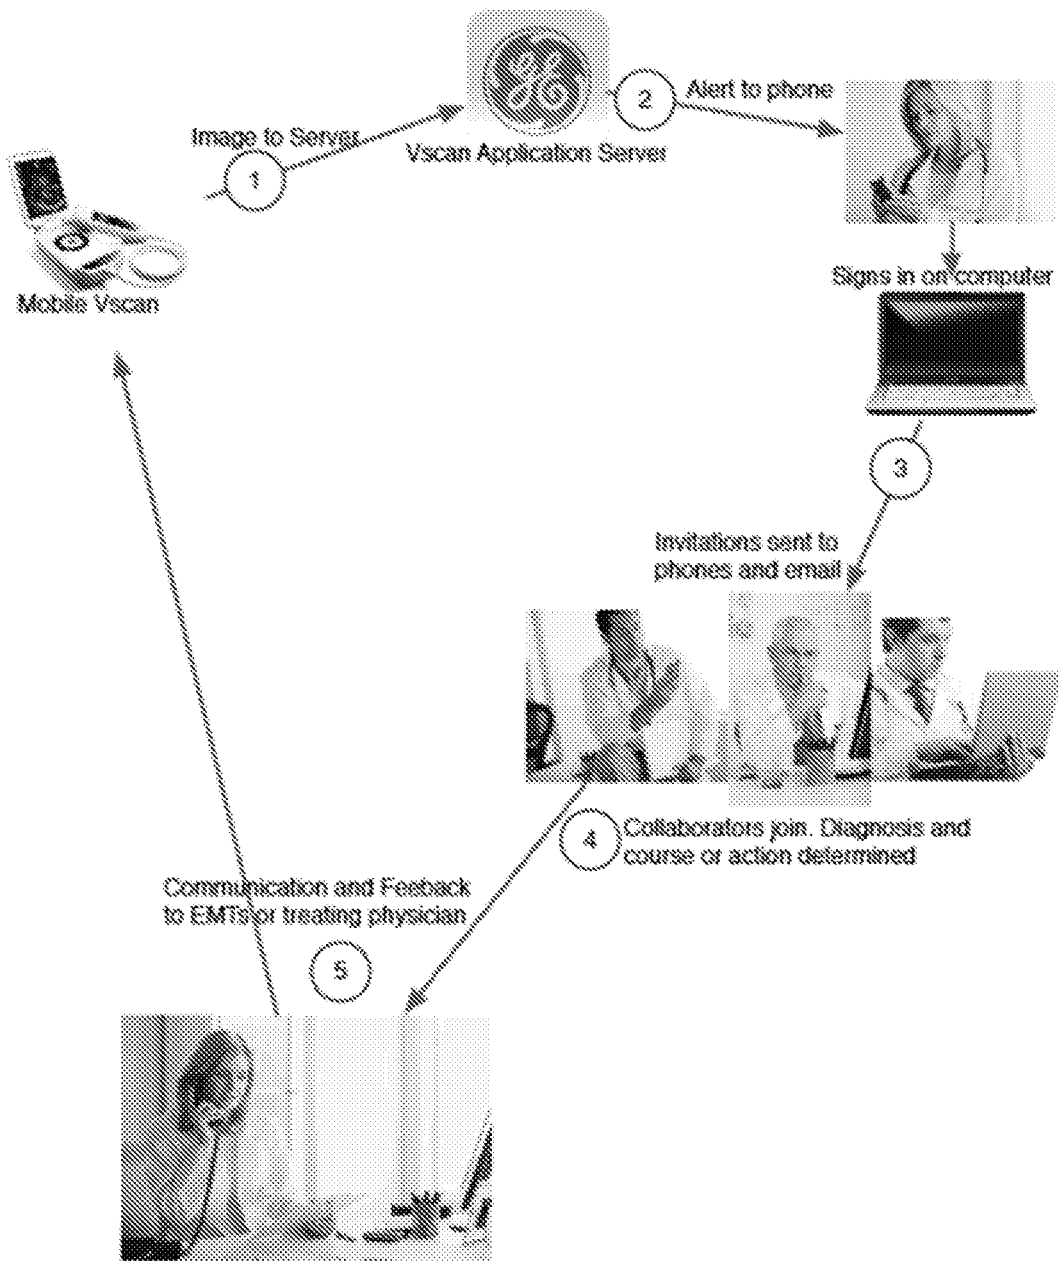 GE
2
Alert to phone
Image to Server
1
Vscan Application Server
Signs in on computer
Mobile Vscan
3
Invitations sent to
phones and email
4
Collaborators join. Diagnosis and
course or action determined
Communication and Feeback
to EMTs or treating physician
5